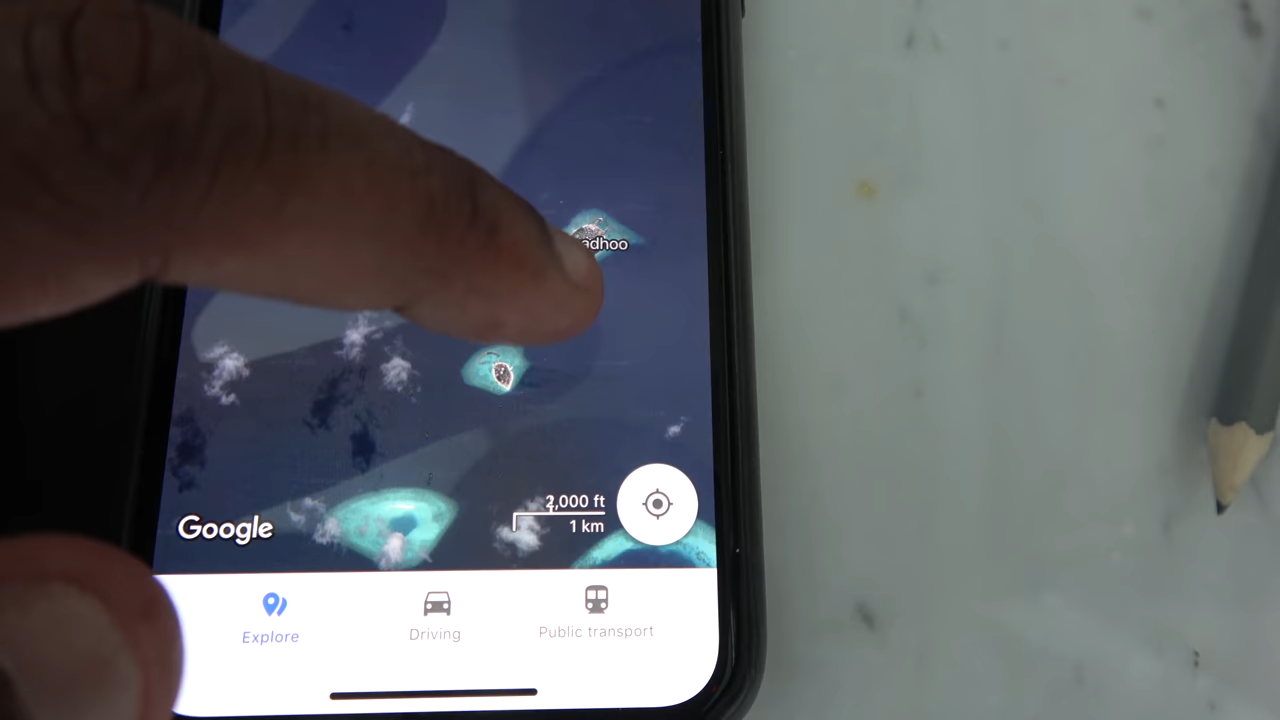 adhoo
2,000 ft
1 km
Google
Explore
Driving
Public transport